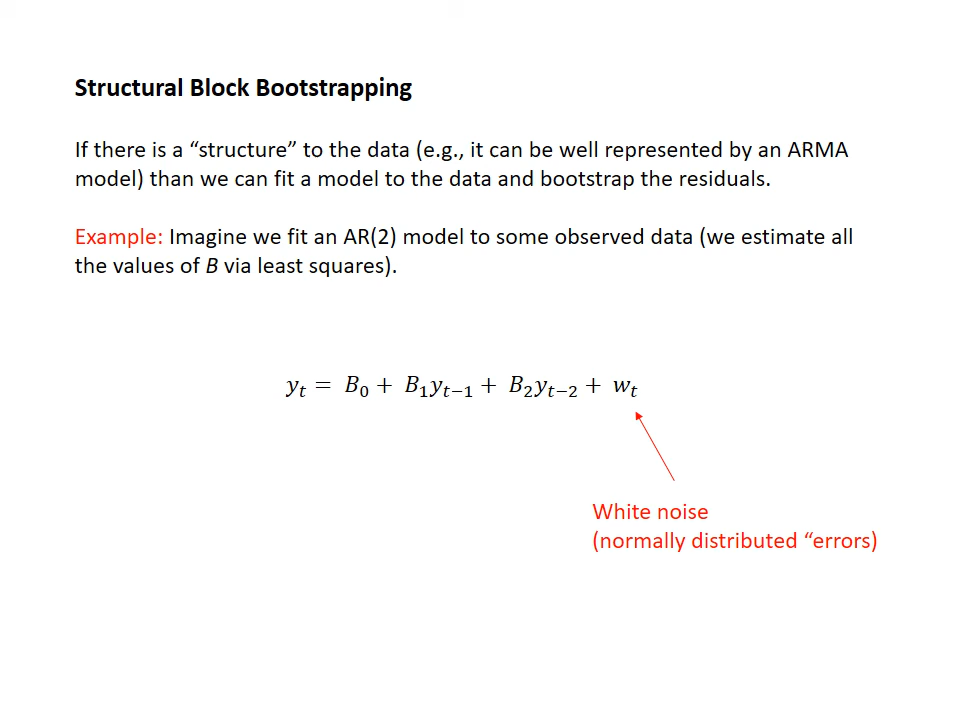 Structural Block Bootstrapping
If there is a “structure” to the data (e.g., it can be well represented by an ARMA
model) than we can fit a model to the data and bootstrap the residuals.
Example: Imagine we fit an AR(2) model to some observed data (we estimate all
the values of B via least squares).
yₜ = B₀ + B₁yₜ₋₁ + B₂yₜ₋₂ + wₜ
White noise
(normally distributed “errors)